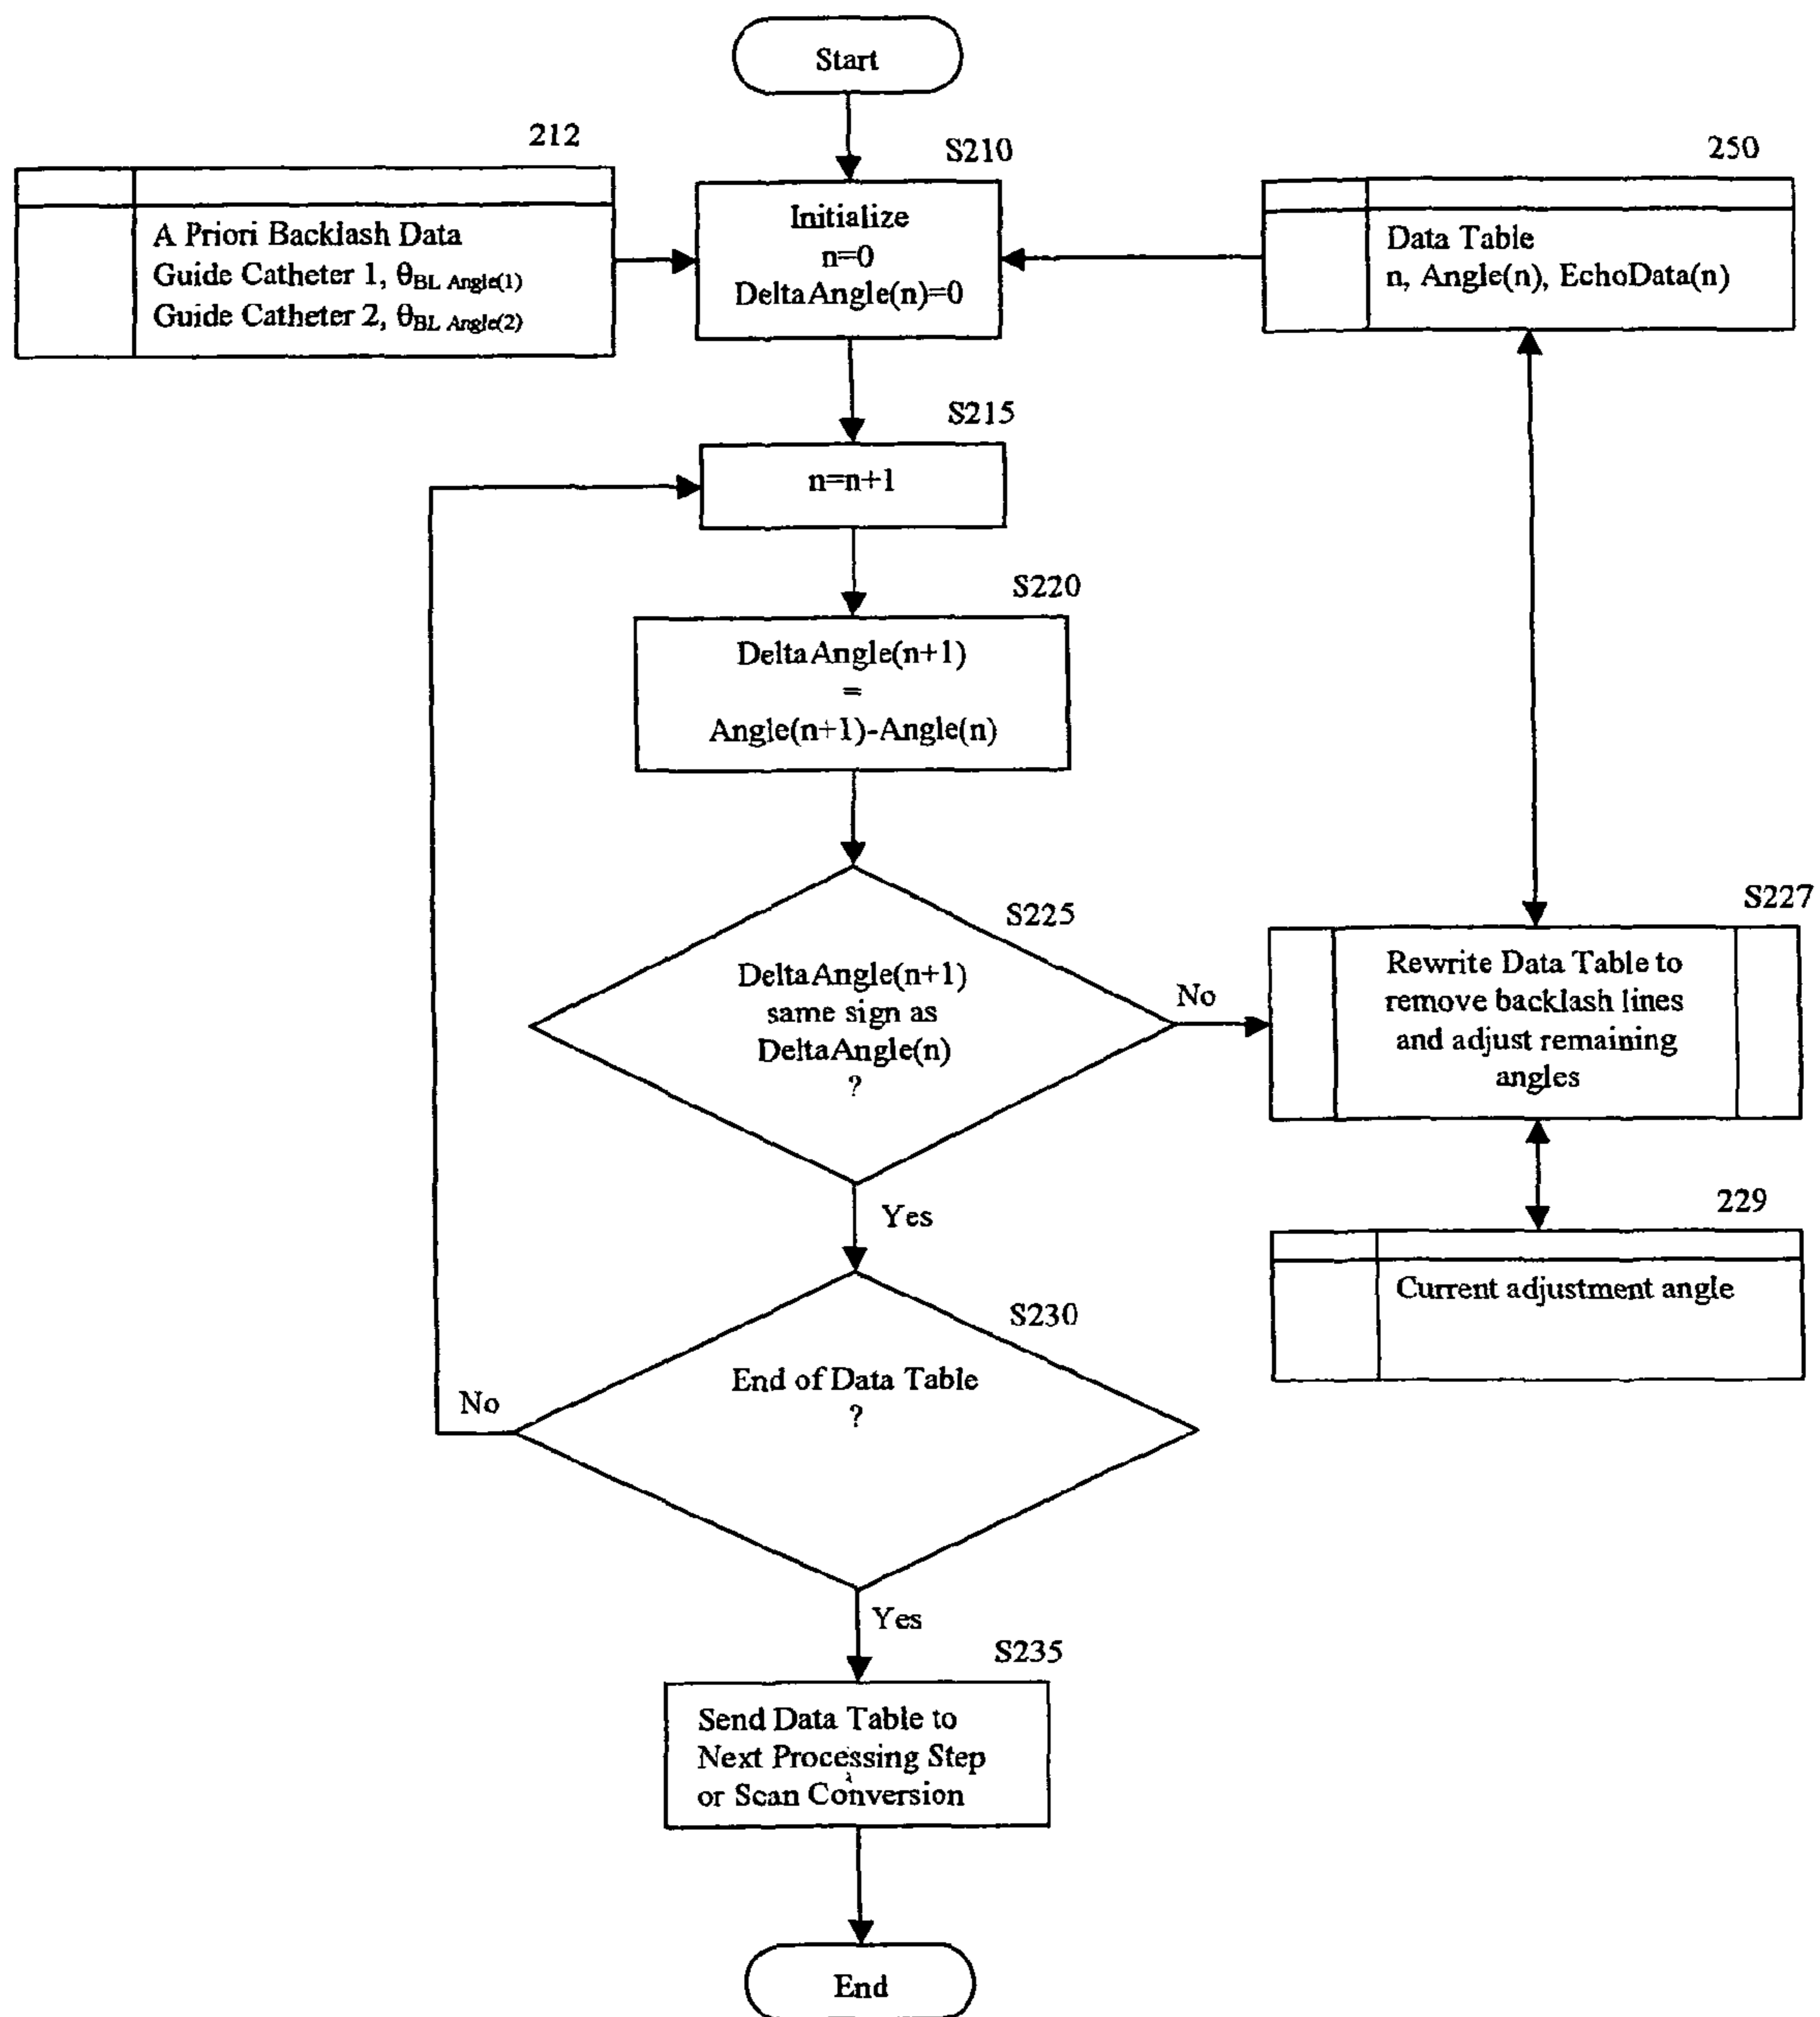 Start
212
S210
250
A Priori Backlash Data
Guide Catheter 1, θBL Angle(1)
Guide Catheter 2, θBL Angle(2)
Initialize
n=0
DeltaAngle(n)=0
Data Table
n, Angle(n), EchoData(n)
S215
n=n+1
S220
DeltaAngle(n+1)
=
Angle(n+1)-Angle(n)
S225
DeltaAngle(n+1)
same sign as
DeltaAngle(n)
?
No
S227
Rewrite Data Table to
remove backlash lines
and adjust remaining
angles
Yes
229
Current adjustment angle
S230
End of Data Table
?
No
Yes
S235
Send Data Table to
Next Processing Step
or Scan Conversion
End